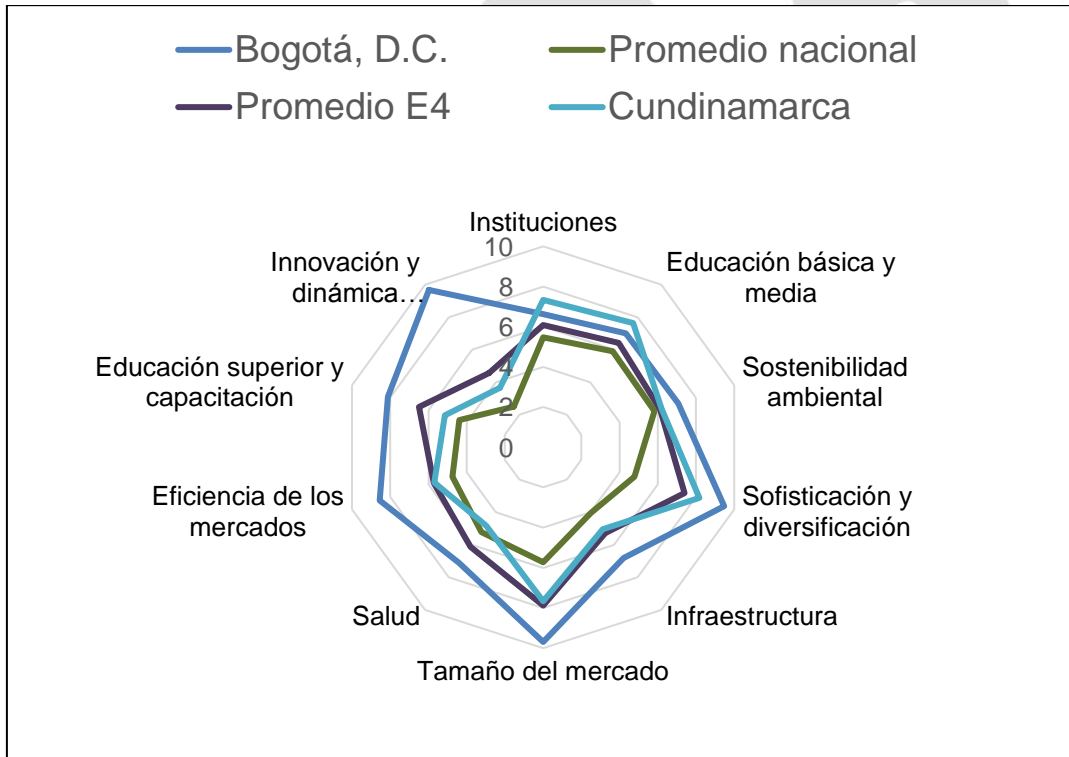 Bogotá, D.C.
Promedio nacional
Promedio E4
Cundinamarca
Instituciones
10
Innovación y
dinámica…
Educación básica y
media
8
6
Educación superior y
capacitación
Sostenibilidad
ambiental
4
2
0
Eficiencia de los
mercados
Sofisticación y
diversificación
Salud
Infraestructura
Tamaño del mercado